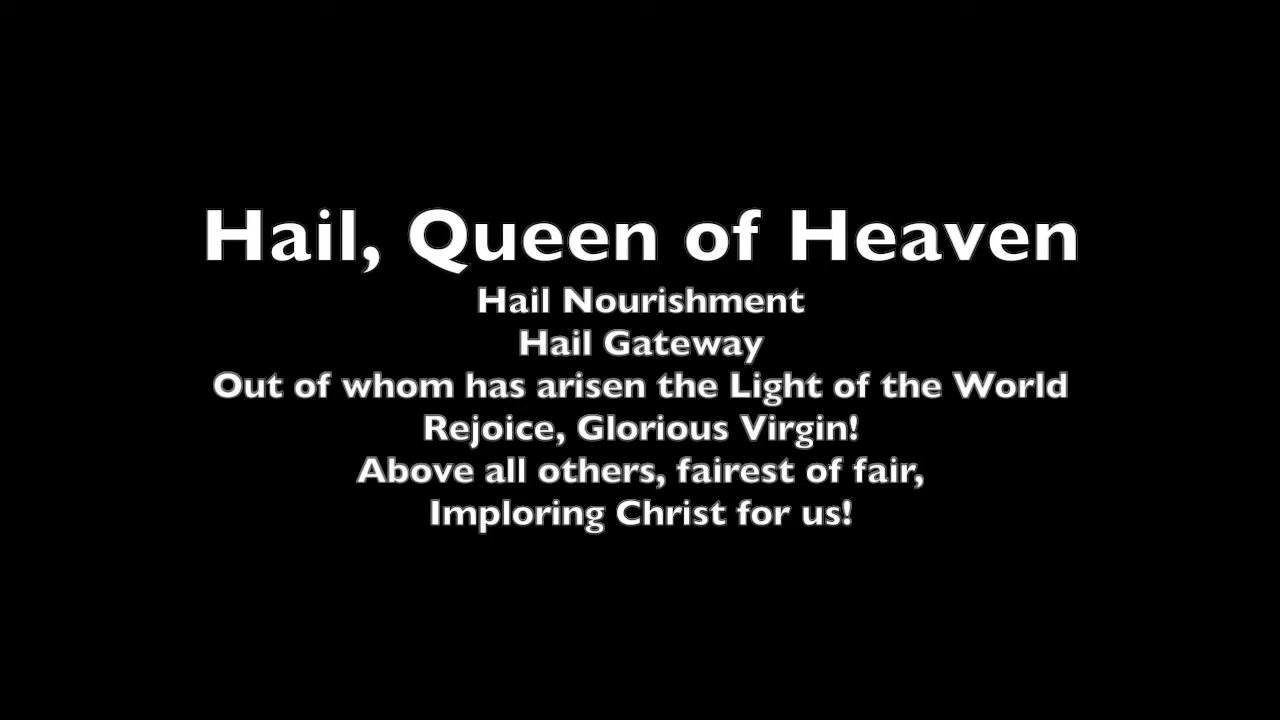 Hail, Queen of Heaven
Hail Nourishment
Hail Gateway
Out of whom has arisen the Light of the World
Rejoice, Glorious Virgin!
Above all others, fairest of fair,
Imploring Christ for us!